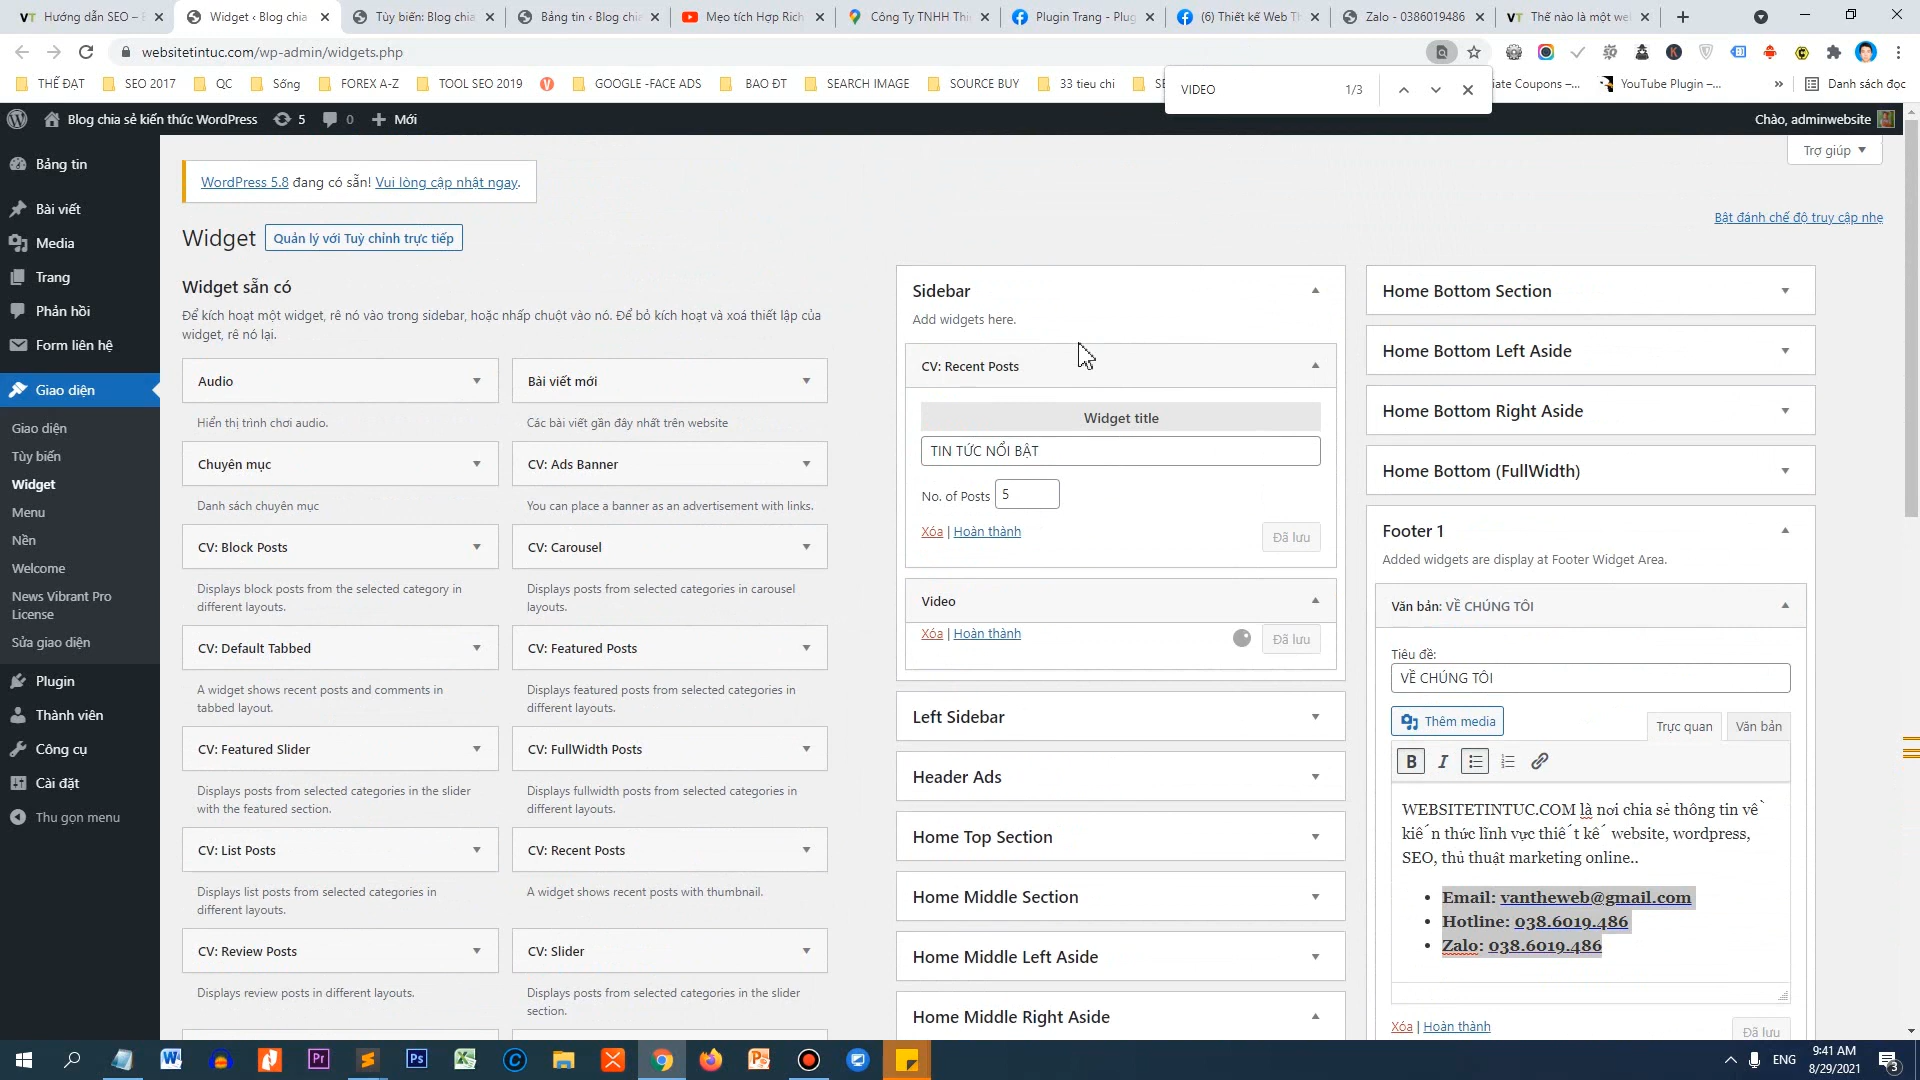 Hướng dẫn SEO – B
Widget ‹ Blog chia
Tùy biến: Blog chia
Bảng tin ‹ Blog chia
Mẹo tích Hợp Rich
Công Ty TNHH Thi
Plugin Trang - Plug
(6) Thiết kế Web Th
Zalo - 0386019486
Thế nào là một web
websitetintuc.com/wp-admin/widgets.php
THẾ ĐẠT
SEO 2017
QC
Sống
FOREX A-Z
TOOL SEO 2019
GOOGLE -FACE ADS
BAO ĐT
SEARCH IMAGE
SOURCE BUY
33 tieu chi
SE
iate Coupons –...
YouTube Plugin –...
»
Danh sách đọc
VIDEO
1/3
Blog chia sẻ kiến thức WordPress
5
0
Mới
Chào, adminwebsite
Trợ giúp
Bảng tin
Bài viết
Media
Trang
Phản hồi
Form liên hệ
Giao diện
Giao diện
Tùy biến
Widget
Menu
Nền
Welcome
News Vibrant Pro
License
Sửa giao diện
Plugin
Thành viên
Công cụ
Cài đặt
Thu gọn menu
WordPress 5.8 đang có sẵn! Vui lòng cập nhật ngay.
Bật đánh chế độ truy cập nhẹ
Widget
Quản lý với Tuỳ chỉnh trực tiếp
Widget sẵn có
Để kích hoạt một widget, rê nó vào trong sidebar, hoặc nhấp chuột vào nó. Để bỏ kích hoạt và xoá thiết lập của
widget, rê nó lại.
Audio
Hiển thị trình chơi audio.
Bài viết mới
Các bài viết gần đây nhất trên website
Chuyên mục
Danh sách chuyên mục
CV: Ads Banner
You can place a banner as an advertisement with links.
CV: Block Posts
Displays block posts from the selected category in
different layouts.
CV: Carousel
Displays posts from selected categories in carousel
layouts.
CV: Default Tabbed
A widget shows recent posts and comments in
tabbed layout.
CV: Featured Posts
Displays featured posts from selected categories in
different layouts.
CV: Featured Slider
Displays posts from selected categories in the slider
with the featured section.
CV: FullWidth Posts
Displays fullwidth posts from selected categories in
different layouts.
CV: List Posts
Displays list posts from selected categories in
different layouts.
CV: Recent Posts
A widget shows recent posts with thumbnail.
CV: Review Posts
Displays review posts in different layouts.
CV: Slider
Displays posts from selected categories in the slider
section.
Sidebar
Add widgets here.
CV: Recent Posts
Widget title
TIN TỨC NỔI BẬT
No. of Posts 5
Xóa | Hoàn thành
Đã lưu
Video
Xóa | Hoàn thành
Đã lưu
Left Sidebar
Header Ads
Home Top Section
Home Middle Section
Home Middle Left Aside
Home Middle Right Aside
Home Bottom Section
Home Bottom Left Aside
Home Bottom Right Aside
Home Bottom (FullWidth)
Footer 1
Added widgets are display at Footer Widget Area.
Văn bản: VỀ CHÚNG TÔI
Tiêu đề:
VỀ CHÚNG TÔI
Thêm media
Trực quan
Văn bản
WEBSITETINTUC.COM là nơi chia sẻ thông tin về
kiến thức lĩnh vực thiết kế website, wordpress,
SEO, thủ thuật marketing online..
Email: vantheweb@gmail.com
Hotline: 038.6019.486
Zalo: 038.6019.486
Xóa | Hoàn thành
Đã lưu
ENG
9:41 AM
8/29/2021
3